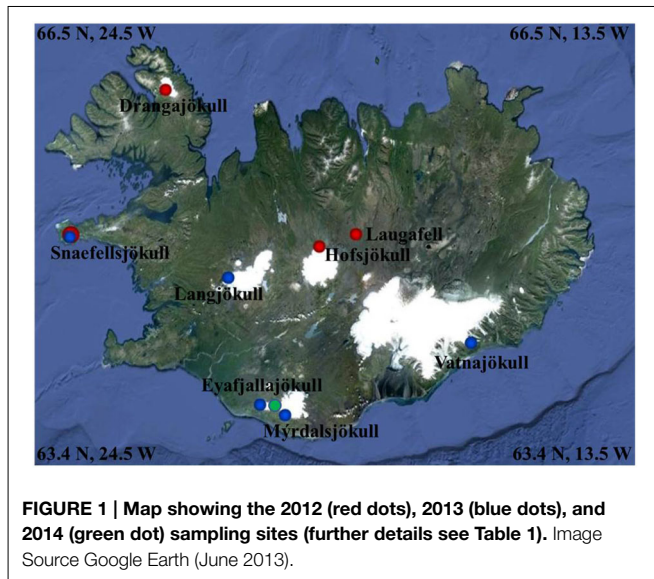 66.5 N, 24.5 W
66.5 N, 13.5 W
Drangajökull
Laugafell
Snaefellsjökull
Hofsjökull
Langjökull
Vatnajökull
Eyafjallajökull
Mýrdalsjökull
63.4 N, 24.5 W
63.4 N, 13.5 W
FIGURE 1 | Map showing the 2012 (red dots), 2013 (blue dots), and
2014 (green dot) sampling sites (further details see Table 1). Image
Source Google Earth (June 2013).